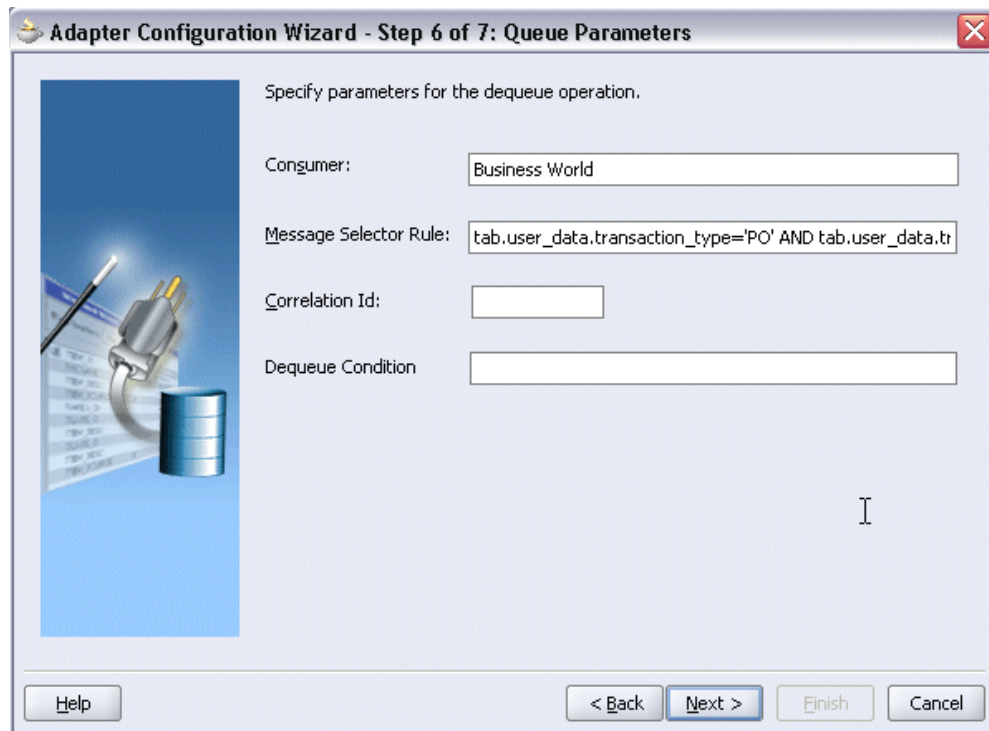 Adapter Configuration Wizard - Step 6 of 7: Queue Parameters
Specify parameters for the dequeue operation.
Consumer: Business World
Message Selector Rule: tab.user_data.transaction_type='PO' AND tab.user_data.tr
Correlation Id:
Dequeue Condition
Help < Back Next > Finish Cancel